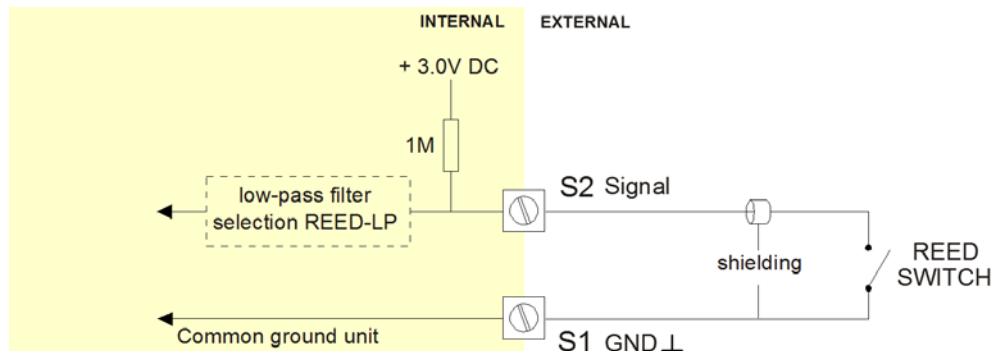 INTERNAL EXTERNAL
+ 3.0V DC
1M
low-pass filter
selection REED-LP
S2 Signal
shielding
REED
SWITCH
Common ground unit
S1 GND ⊥